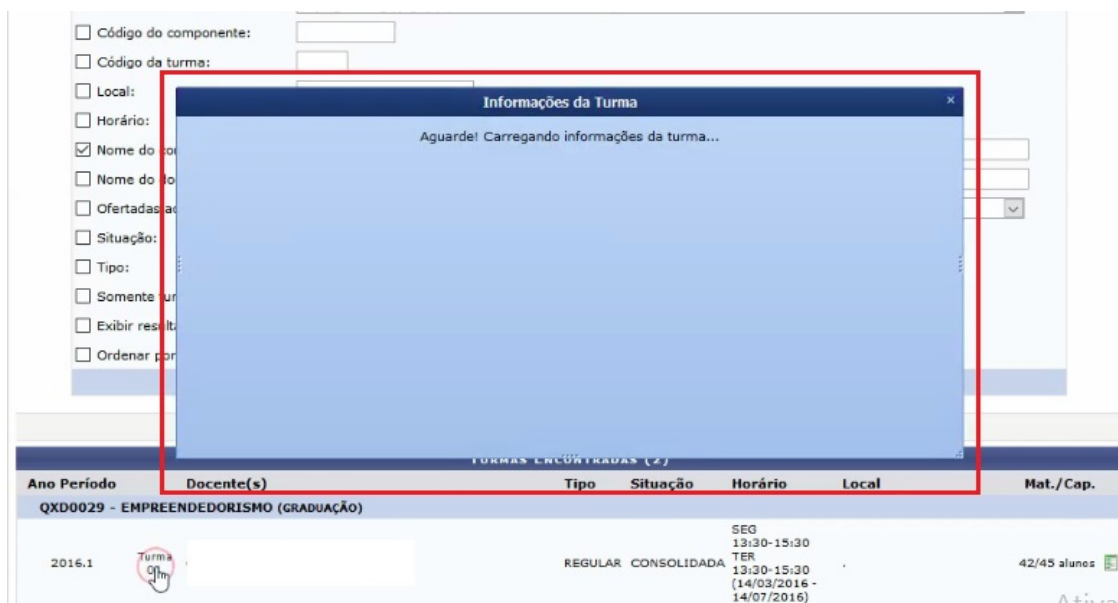 Código do componente:
Código da turma:
Local:
Informações da Turma
×
Horário:
Aguarde! Carregando informações da turma...
Nome do
Nome do
Ofertadas
Situação:
Tipo:
Somente
Exibir
Ordenar por
TURMAS ENCONTRADAS (2)
Ano Período Docente(s) Tipo Situação Horário Local Mat./Cap.
QXD0029 - EMPREENDEDORISMO (GRADUAÇÃO)
SEG
13:30-15:30
2016.1 Turma REGULAR CONSOLIDADA TER . 42/45 alunos
13:30-15:30
(14/03/2016 -
14/07/2016)